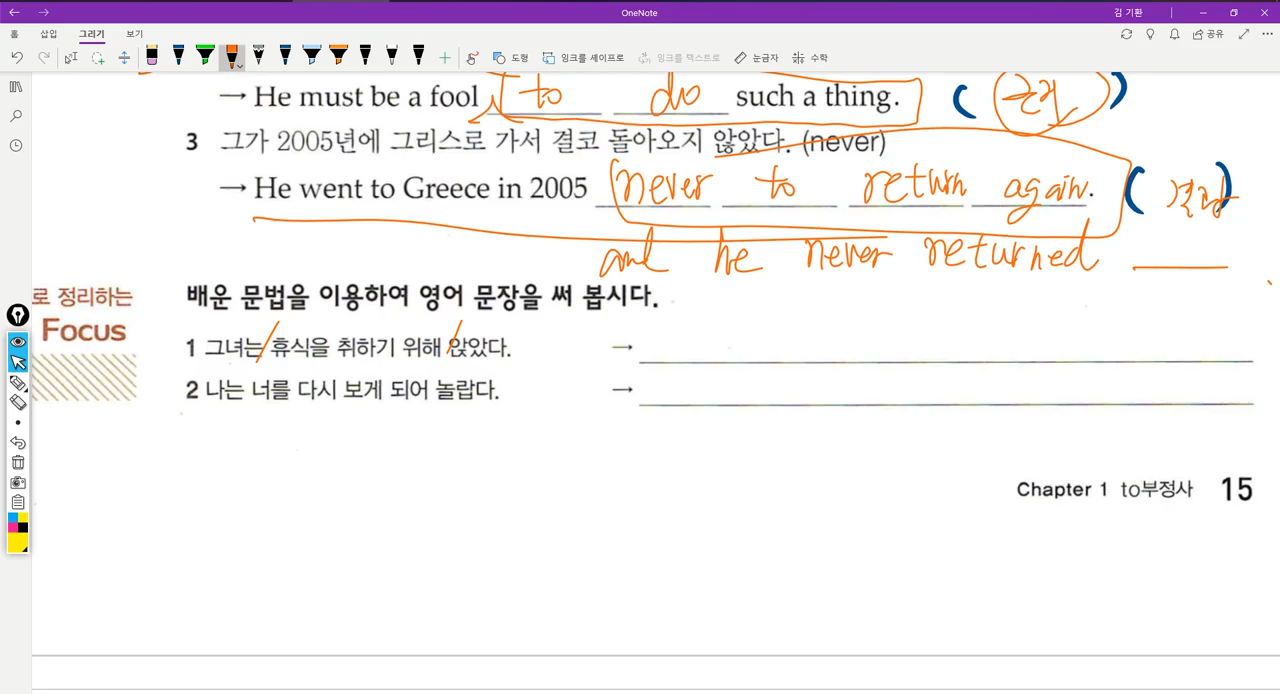 OneNote
김 기환
홈 삽입 그리기 보기
공유
도형 잉크를 셰이프로 잉크를 텍스트로 눈금자 수학
→ He must be a fool to do such a thing. (근거)
3 그가 2005년에 그리스로 가서 결코 돌아오지 않았다. (never)
→ He went to Greece in 2005 never to return again. (결과)
and he never returned
로 정리하는
Focus
배운 문법을 이용하여 영어 문장을 써 봅시다.
1 그녀는 휴식을 취하기 위해 앉았다. →
2 나는 너를 다시 보게 되어 놀랍다. →
Chapter 1 to부정사 15